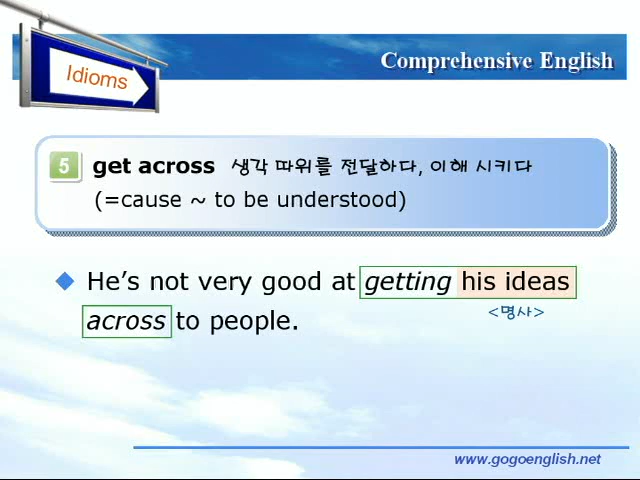 Idioms
Comprehensive English
5 get across 생각 따위를 전달하다, 이해 시키다
(=cause ~ to be understood)
He's not very good at getting his ideas
<명사>
across to people.
www.gogoenglish.net